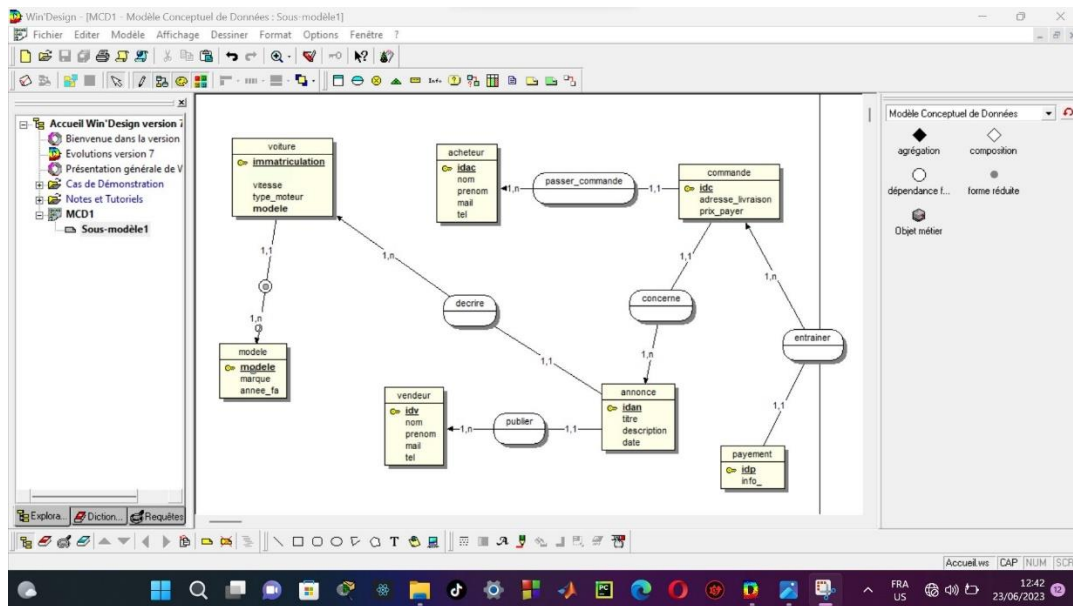 Win'Design - [MCD1 - Modèle Conceptuel de Données : Sous-modèle1]
Fichier Editer Modèle Affichage Dessiner Format Options Fenêtre ?
Accueil Win'Design version 7
Bienvenue dans la version
Evolutions version 7
Présentation générale de V
Cas de Démonstration
Notes et Tutoriels
MCD1
Sous-modèle1
Explora...
Diction...
Requêtes
voiture
immatriculation
vitesse
type_moteur
modele
1,1
1,n
modele
modele
marque
annee_fa
acheteur
idac
nom
prenom
mail
tel
1,n
passer_commande
1,1
commande
idc
adresse_livraison
prix_payer
1,n
decrire
1,1
1,1
concerne
1,n
1,n
entrainer
1,1
vendeur
idv
nom
prenom
mail
tel
1,n
publier
1,1
annonce
idan
titre
description
date
payement
idp
info_
Modèle Conceptuel de Données
agrégation
composition
dépendance f...
forme réduite
Objet métier
Accueil.ws CAP NUM SCR
FRA
US
12:42
23/06/2023